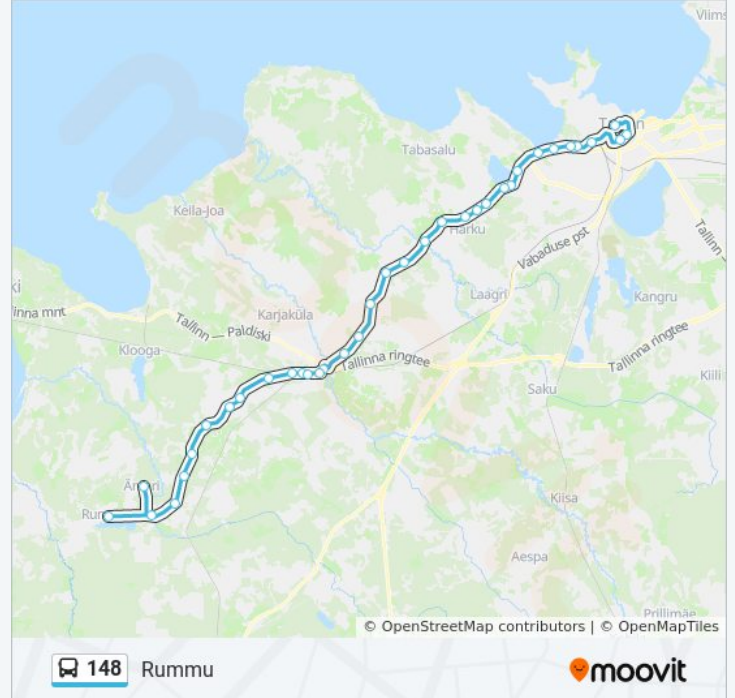 Viims
Tabasalu
Keila-Joa
Harku
Vabaduse pst
Tallinn —
Laagri
Kangru
inna mnt
Karjaküla
Tallinn — Paldiski
Klooga
Tallinna ringtee
Tallinna ringtee
Kiili
Saku
Kiisa
Aespa
Prillimäe
© OpenStreetMap contributors | © OpenMapTiles
148 Rummu
moovit